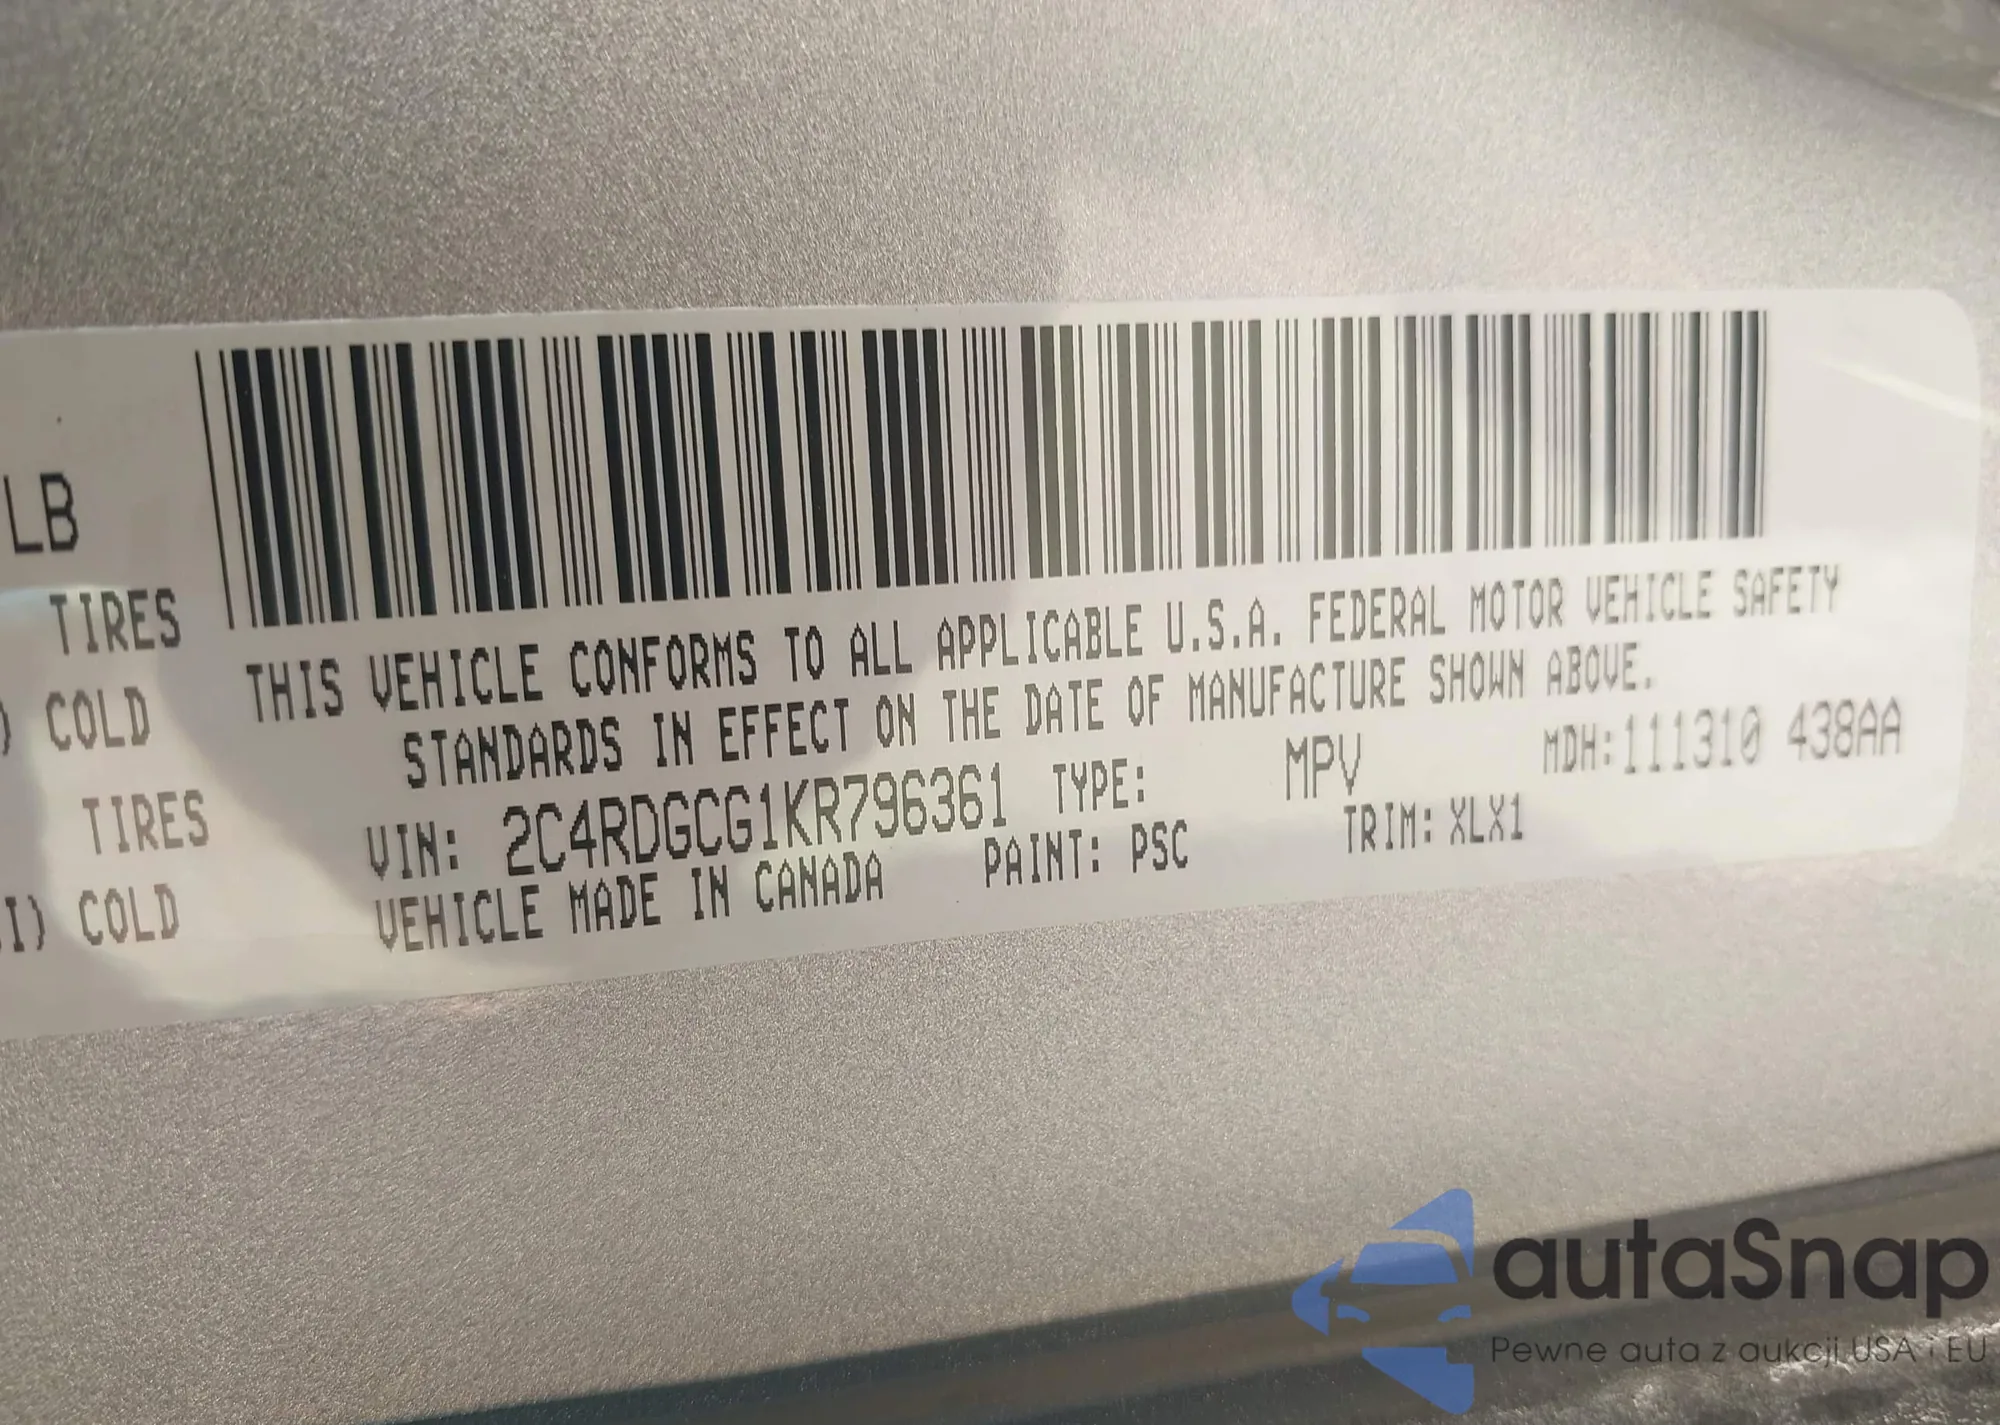 LB
TIRES
) COLD
TIRES
I) COLD
THIS VEHICLE CONFORMS TO ALL APPLICABLE U.S.A. FEDERAL MOTOR VEHICLE SAFETY
STANDARDS IN EFFECT ON THE DATE OF MANUFACTURE SHOWN ABOVE.
VIN: 2C4RDGCG1KR796361 TYPE: MPV MDH:111310 438AA
VEHICLE MADE IN CANADA PAINT: PSC TRIM: XLX1
autaSnap
Pewne auta z aukcji USA i EU